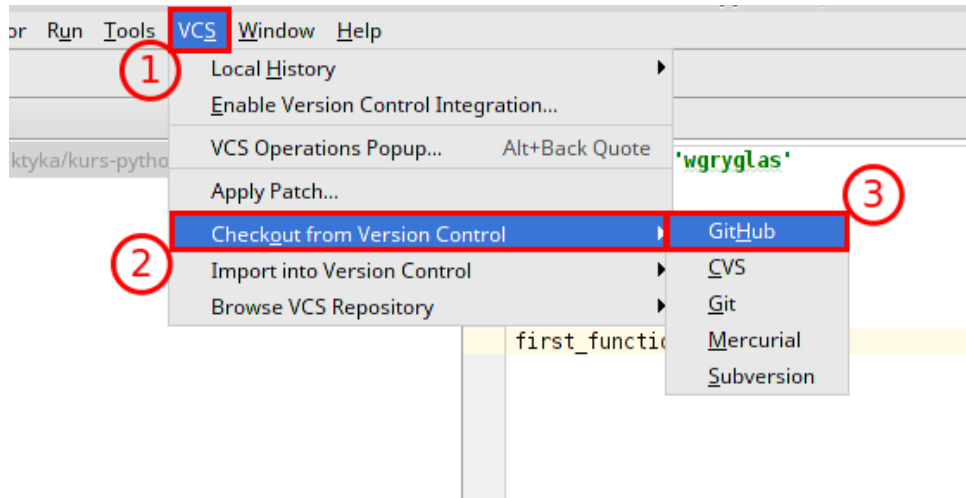 or Run Tools VCS Window Help
1
Local History
Enable Version Control Integration...
VCS Operations Popup... Alt+Back Quote
ktyka/kurs-pytho
'wgryglas'
Apply Patch...
3
Checkout from Version Control
GitHub
2
Import into Version Control
CVS
Browse VCS Repository
Git
first_functio
Mercurial
Subversion